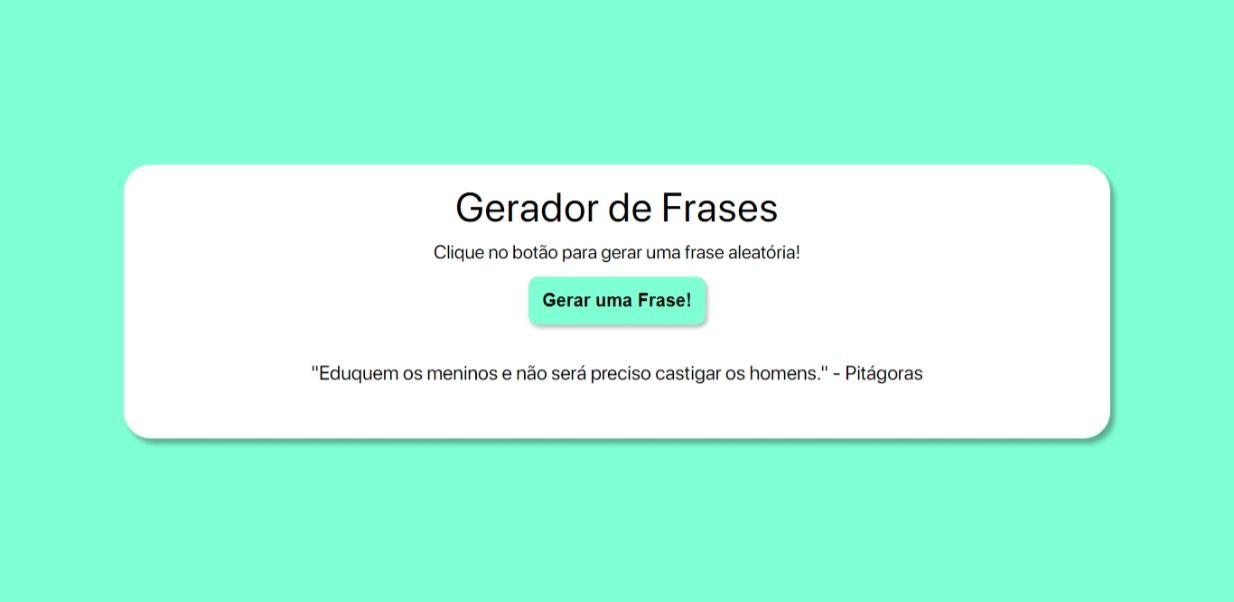 Gerador de Frases
Clique no botão para gerar uma frase aleatória!
Gerar uma Frase!
"Eduquem os meninos e não será preciso castigar os homens." - Pitágoras